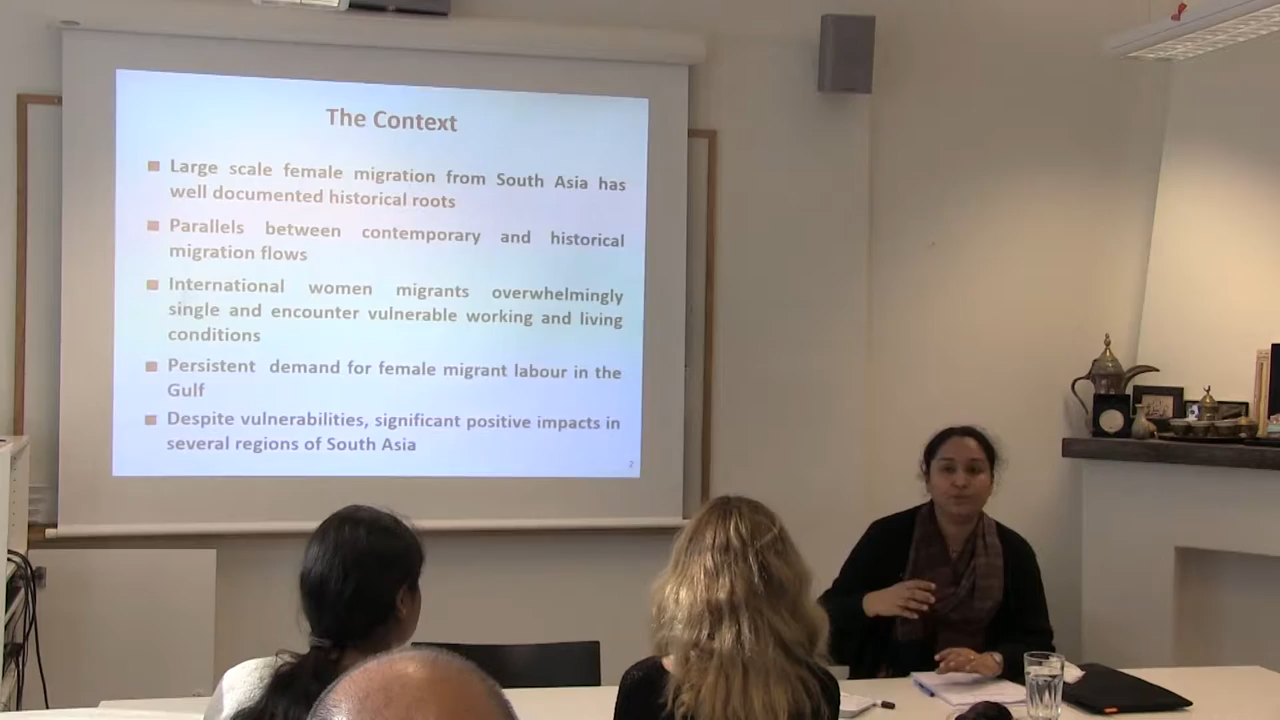 The Context
Large scale female migration from South Asia has
well documented historical roots
Parallels between contemporary and historical
migration flows
International women migrants overwhelmingly
single and encounter vulnerable working and living
conditions
Persistent demand for female migrant labour in the
Gulf
Despite vulnerabilities, significant positive impacts in
several regions of South Asia
2